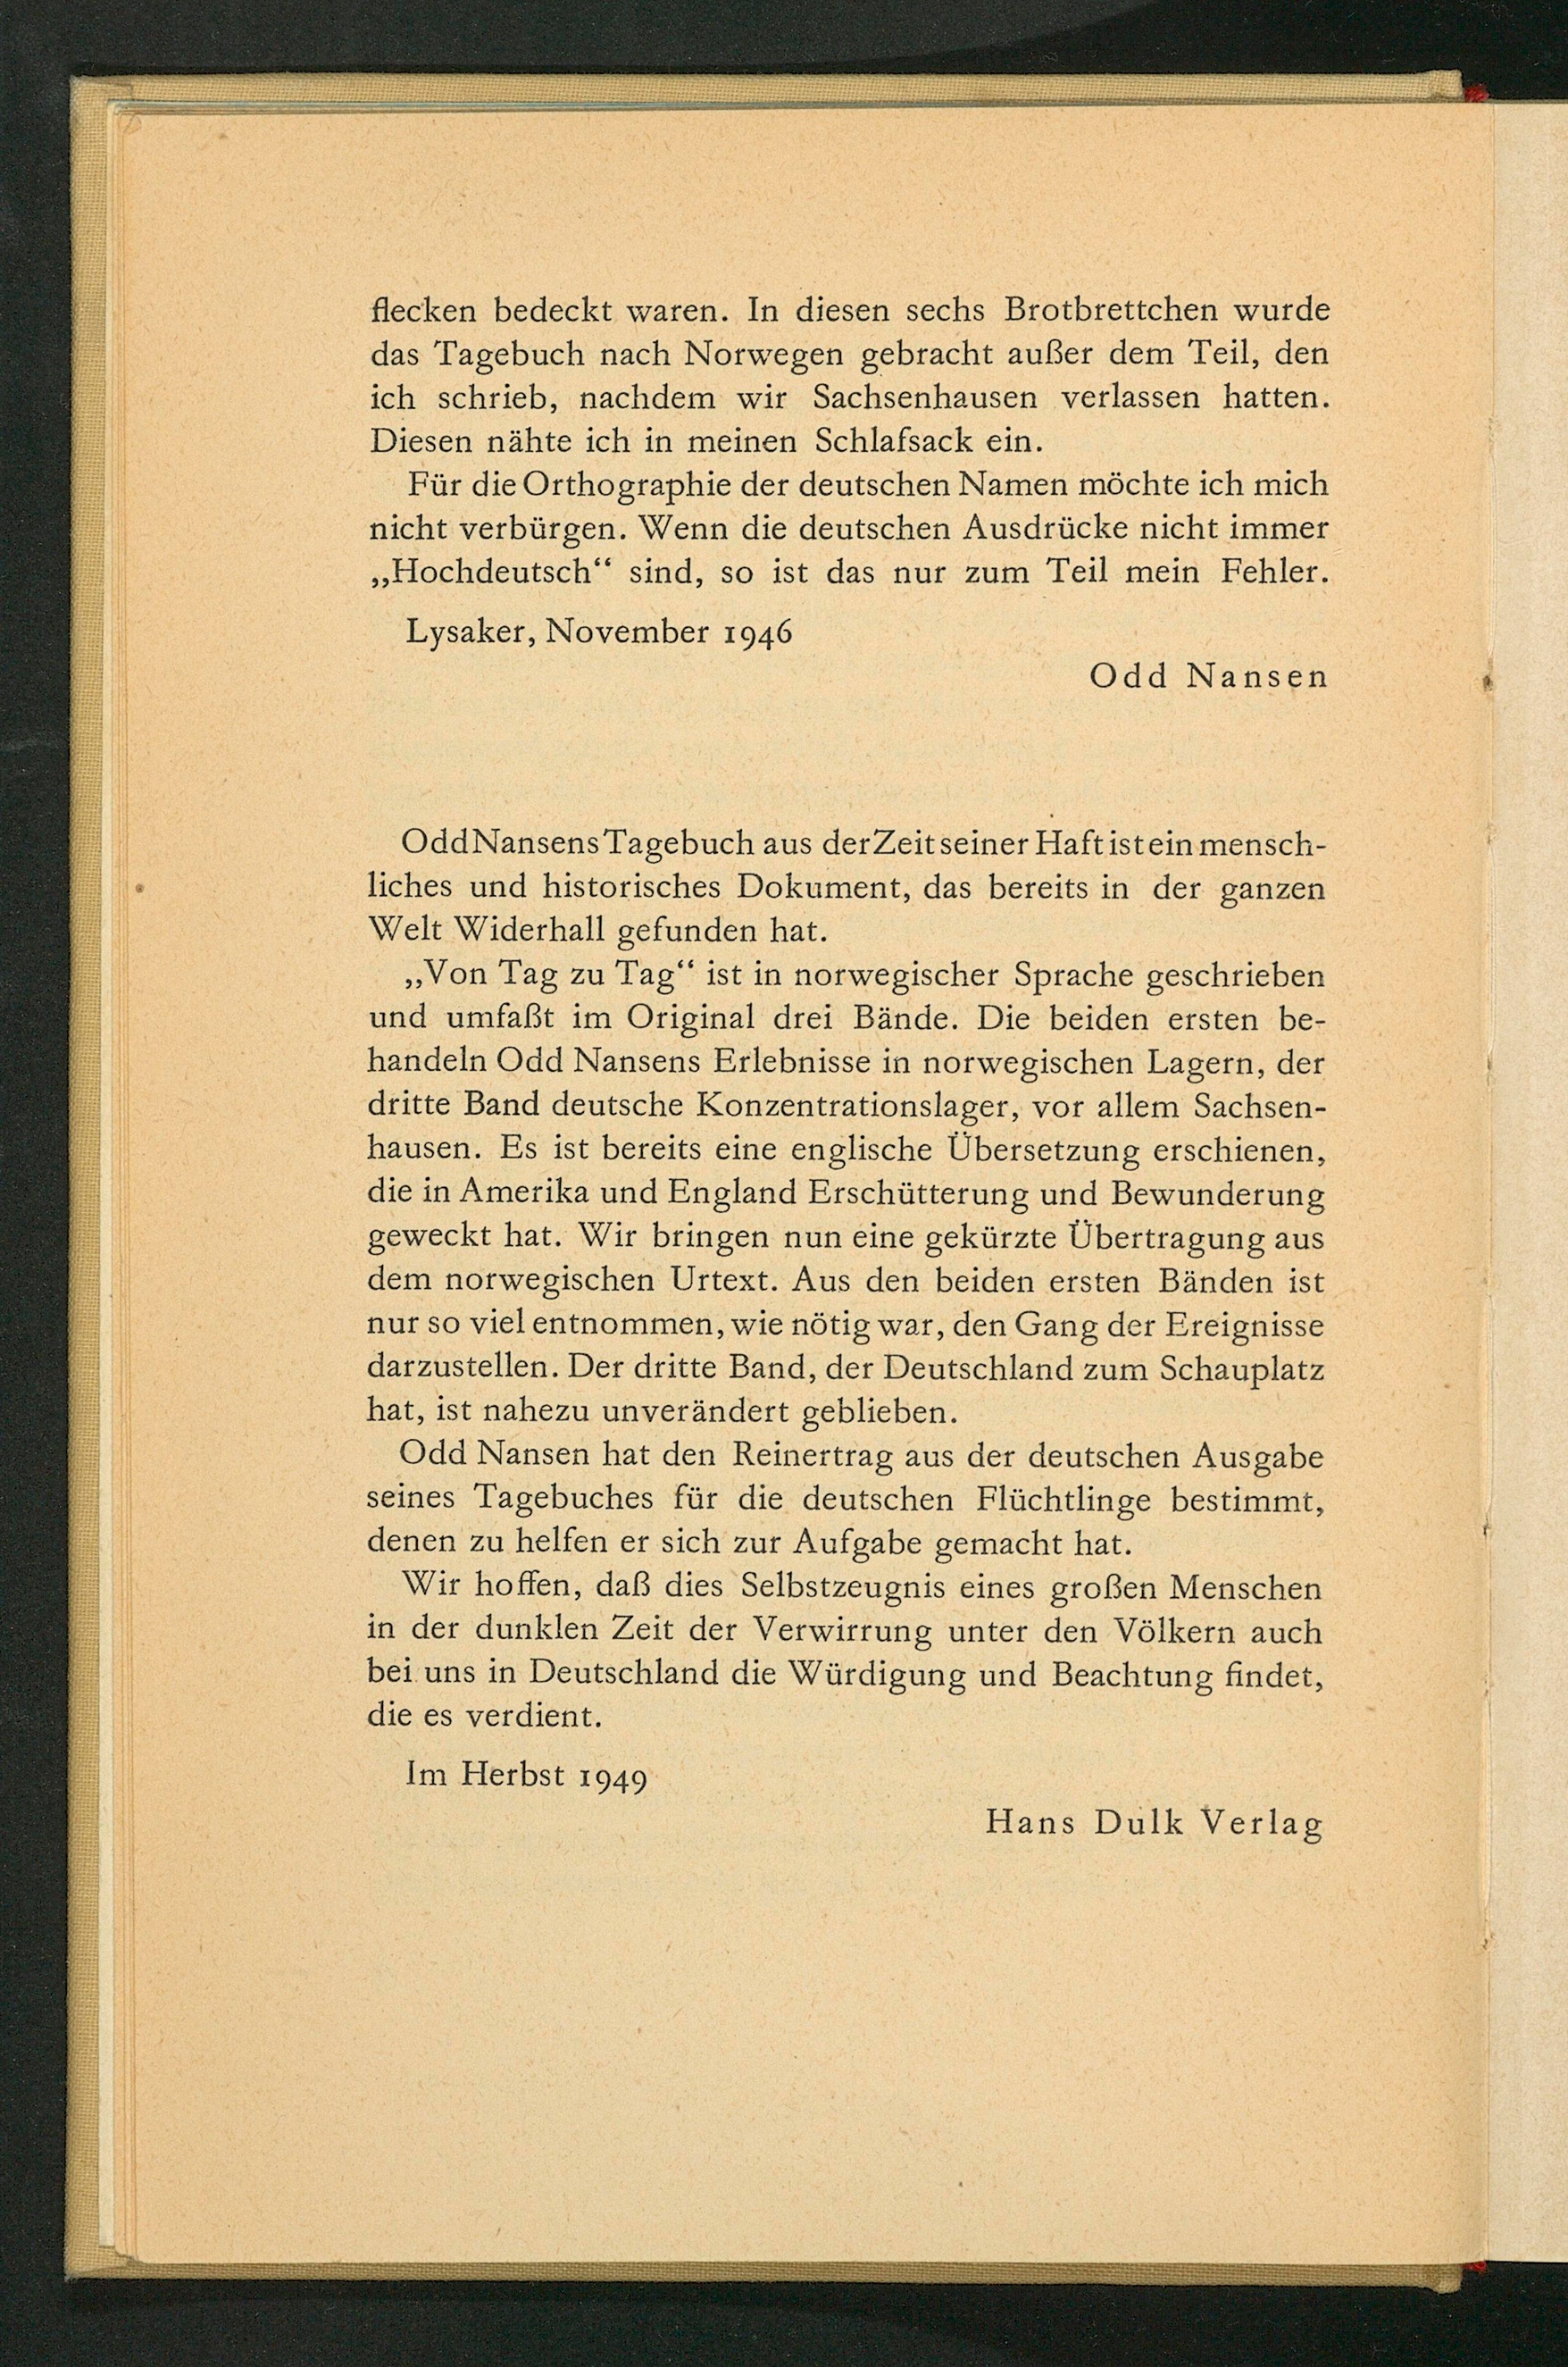 flecken bedeckt waren. In diesen sechs Brotbrettchen wurde
das Tagebuch nach Norwegen gebracht außer dem Teil, den
ich schrieb, nachdem wir Sachsenhausen verlassen hatten.
Diesen nähte ich in meinen Schlafsack ein.
Für die Orthographie der deutschen Namen möchte ich mich
nicht verbürgen. Wenn die deutschen Ausdrücke nicht immer
„Hochdeutsch“ sind, so ist das nur zum Teil mein Fehler.
Lysaker, November 1946
Odd Nansen
Odd Nansens Tagebuch aus der Zeit seiner Haft ist ein mensch-
liches und historisches Dokument, das bereits in der ganzen
Welt Widerhall gefunden hat.
„Von Tag zu Tag“ ist in norwegischer Sprache geschrieben
und umfaßt im Original drei Bände. Die beiden ersten be-
handeln Odd Nansens Erlebnisse in norwegischen Lagern, der
dritte Band deutsche Konzentrationslager, vor allem Sachsen-
hausen. Es ist bereits eine englische Übersetzung erschienen,
die in Amerika und England Erschütterung und Bewunderung
geweckt hat. Wir bringen nun eine gekürzte Übertragung aus
dem norwegischen Urtext. Aus den beiden ersten Bänden ist
nur so viel entnommen, wie nötig war, den Gang der Ereignisse
darzustellen. Der dritte Band, der Deutschland zum Schauplatz
hat, ist nahezu unverändert geblieben.
Odd Nansen hat den Reinertrag aus der deutschen Ausgabe
seines Tagebuches für die deutschen Flüchtlinge bestimmt,
denen zu helfen er sich zur Aufgabe gemacht hat.
Wir hoffen, daß dies Selbstzeugnis eines großen Menschen
in der dunklen Zeit der Verwirrung unter den Völkern auch
bei uns in Deutschland die Würdigung und Beachtung findet,
die es verdient.
Im Herbst 1949
Hans Dulk Verlag